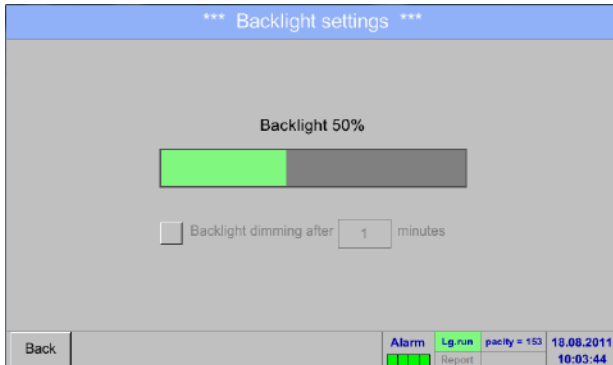 *** Backlight settings ***
Backlight 50%
Backlight dimming after 1 minutes
Back
Alarm
Lg.run
pacity = 153
18.08.2011
Report
10:03:44